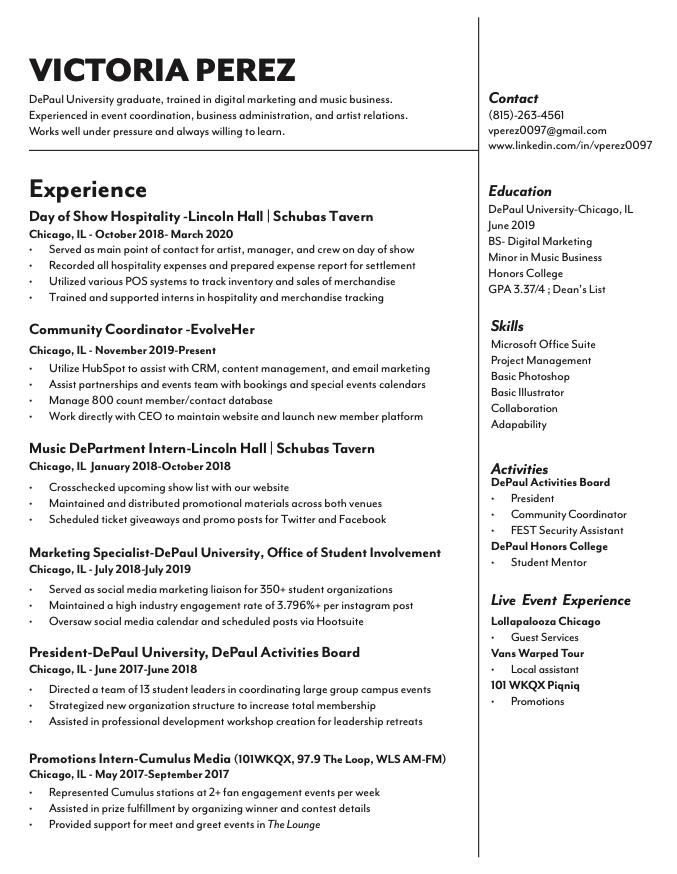 VICTORIA PEREZ
DePaul University graduate, trained in digital marketing and music business.
Experienced in event coordination, business administration, and artist relations.
Works well under pressure and always willing to learn.
Experience
Day of Show Hospitality -Lincoln Hall | Schubas Tavern
Chicago, IL - October 2018- March 2020
• Served as main point of contact for artist, manager, and crew on day of show
• Recorded all hospitality expenses and prepared expense report for settlement
• Utilized various POS systems to track inventory and sales of merchandise
• Trained and supported interns in hospitality and merchandise tracking
Community Coordinator -EvolveHer
Chicago, IL - November 2019-Present
• Utilize HubSpot to assist with CRM, content management, and email marketing
• Assist partnerships and events team with bookings and special events calendars
• Manage 800 count member/contact database
• Work directly with CEO to maintain website and launch new member platform
Music DePartment Intern-Lincoln Hall | Schubas Tavern
Chicago, IL January 2018-October 2018
• Crosschecked upcoming show list with our website
• Maintained and distributed promotional materials across both venues
• Scheduled ticket giveaways and promo posts for Twitter and Facebook
Marketing Specialist-DePaul University, Office of Student Involvement
Chicago, IL - July 2018-July 2019
• Served as social media marketing liaison for 350+ student organizations
• Maintained a high industry engagement rate of 3.796%+ per instagram post
• Oversaw social media calendar and scheduled posts via Hootsuite
President-DePaul University, DePaul Activities Board
Chicago, IL - June 2017-June 2018
• Directed a team of 13 student leaders in coordinating large group campus events
• Strategized new organization structure to increase total membership
• Assisted in professional development workshop creation for leadership retreats
Promotions Intern-Cumulus Media (101WKQX, 97.9 The Loop, WLS AM-FM)
Chicago, IL - May 2017-September 2017
• Represented Cumulus stations at 2+ fan engagement events per week
• Assisted in prize fulfillment by organizing winner and contest details
• Provided support for meet and greet events in The Lounge
Contact
(815)-263-4561
vperez0097@gmail.com
www.linkedin.com/in/vperez0097
Education
DePaul University-Chicago, IL
June 2019
BS- Digital Marketing
Minor in Music Business
Honors College
GPA 3.37/4 ; Dean's List
Skills
Microsoft Office Suite
Project Management
Basic Photoshop
Basic Illustrator
Collaboration
Adapability
Activities
DePaul Activities Board
• President
• Community Coordinator
• FEST Security Assistant
DePaul Honors College
• Student Mentor
Live Event Experience
Lollapalooza Chicago
• Guest Services
Vans Warped Tour
• Local assistant
101 WKQX Piqniq
• Promotions